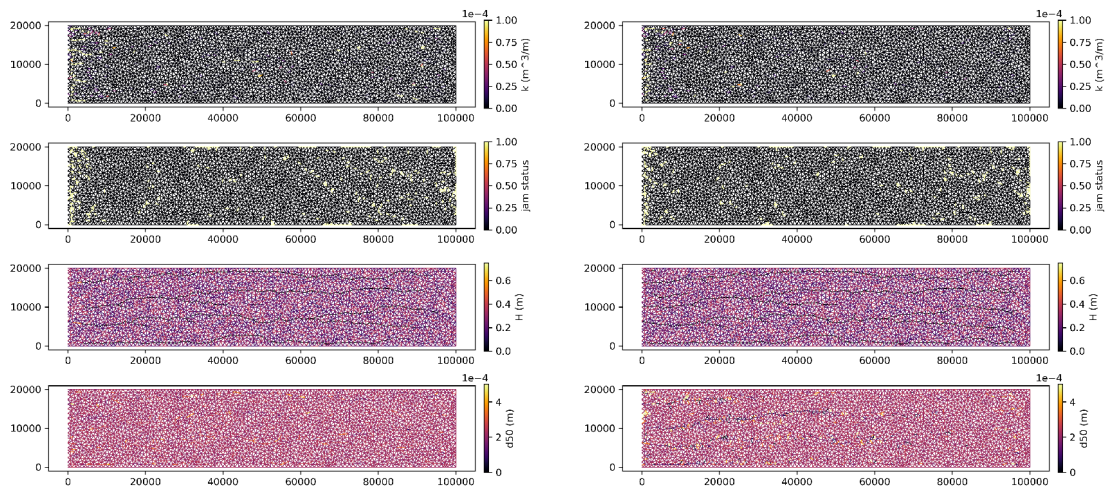 1e−4 1e−4
20000 1.00 20000 1.00
0.75 0.75
10000 0.50 10000 0.50
0.25 0.25
0 0.00 0 0.00
k (m^3/m) k (m^3/m)
0 20000 40000 60000 80000 100000 0 20000 40000 60000 80000 100000
20000 1.00 20000 1.00
0.75 0.75
10000 0.50 10000 0.50
0.25 0.25
0 0.00 0 0.00
jam status jam status
0 20000 40000 60000 80000 100000 0 20000 40000 60000 80000 100000
20000 0.6 20000 0.6
10000 0.4 10000 0.4
0.2 0.2
0 0.0 0 0.0
H (m) H (m)
0 20000 40000 60000 80000 100000 0 20000 40000 60000 80000 100000
1e−4 1e−4
20000 4 20000 4
10000 2 10000 2
0 0 0 0
d50 (m) d50 (m)
0 20000 40000 60000 80000 100000 0 20000 40000 60000 80000 100000